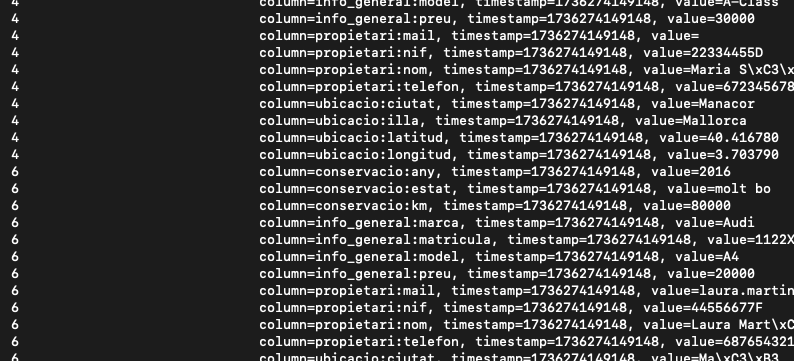 4 column=info_general:model, timestamp=1736274149148, value=A-Class
4 column=info_general:preu, timestamp=1736274149148, value=30000
4 column=propietari:mail, timestamp=1736274149148, value=
4 column=propietari:nif, timestamp=1736274149148, value=22334455D
4 column=propietari:nom, timestamp=1736274149148, value=Maria S\xC3\x
4 column=propietari:telefon, timestamp=1736274149148, value=672345678
4 column=ubicacio:ciutat, timestamp=1736274149148, value=Manacor
4 column=ubicacio:illa, timestamp=1736274149148, value=Mallorca
4 column=ubicacio:latitud, timestamp=1736274149148, value=40.416780
4 column=ubicacio:longitud, timestamp=1736274149148, value=3.703790
6 column=conservacio:any, timestamp=1736274149148, value=2016
6 column=conservacio:estat, timestamp=1736274149148, value=molt bo
6 column=conservacio:km, timestamp=1736274149148, value=80000
6 column=info_general:marca, timestamp=1736274149148, value=Audi
6 column=info_general:matricula, timestamp=1736274149148, value=1122X
6 column=info_general:model, timestamp=1736274149148, value=A4
6 column=info_general:preu, timestamp=1736274149148, value=20000
6 column=propietari:mail, timestamp=1736274149148, value=laura.martin
6 column=propietari:nif, timestamp=1736274149148, value=44556677F
6 column=propietari:nom, timestamp=1736274149148, value=Laura Mart\xC
6 column=propietari:telefon, timestamp=1736274149148, value=687654321
6 column=ubicacio:ciutat, timestamp=1736274149148, value=Ma\xC3\xB3